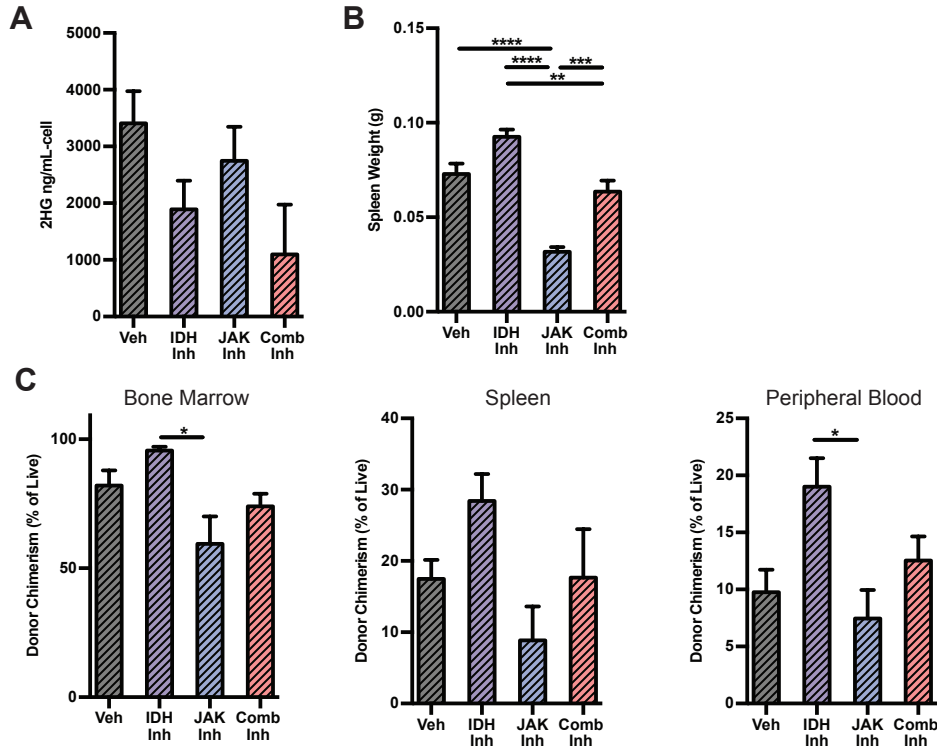 A
2HG ng/mL-cell
5000
4000
3000
2000
1000
0
Veh
IDH
Inh
JAK
Inh
Comb
Inh
B
Spleen Weight (g)
0.15
0.10
0.05
0.00
****
****
***
**
Veh
IDH
Inh
JAK
Inh
Comb
Inh
C
Bone Marrow
Donor Chimerism (% of Live)
100
50
0
*
Veh
IDH
Inh
JAK
Inh
Comb
Inh
Spleen
Donor Chimerism (% of Live)
40
30
20
10
0
Veh
IDH
Inh
JAK
Inh
Comb
Inh
Peripheral Blood
Donor Chimerism (% of Live)
25
20
15
10
5
0
*
Veh
IDH
Inh
JAK
Inh
Comb
Inh